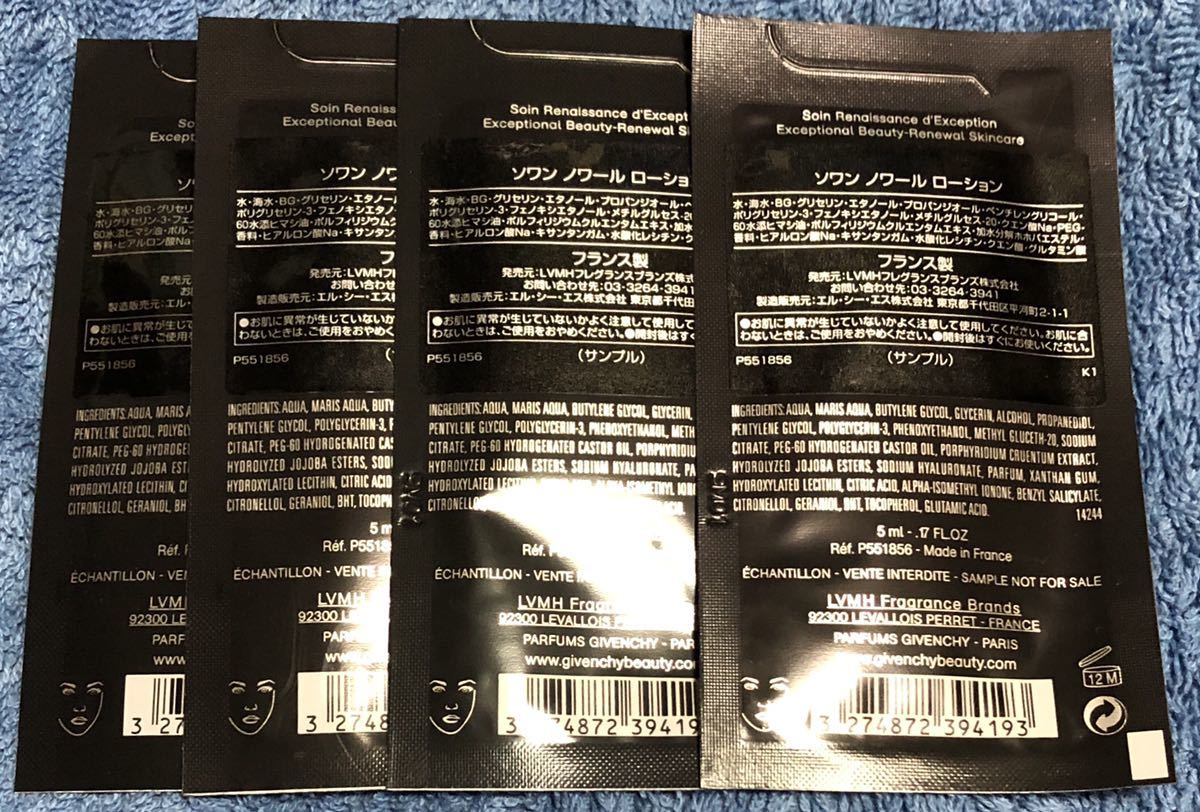 Soin Renaissance d'Exception
Exceptional Beauty-Renewal Skincare
ソワン ノワール ローション
水・海水・BG・グリセリン・エタノール・プロパンジオール・ペンチレングリコール・
ポリグリセリン-3・フェノキシエタノール・メチルグルセス-20・クエン酸Na・PEG-
60水添ヒマシ油・ポルフィリジウムクルエンタムエキス・加水分解ホホバエステル・
香料・ヒアルロン酸Na・キサンタンガム・水酸化レシチン・クエン酸・グルタミン酸
フランス製
発売元:LVMHフレグランスブランズ株式会社
お問い合わせ先:03-3264-3941
製造販売元:エル・シー・エス株式会社 東京都千代田区平河町2-1-1
●お肌に異常が生じていないかよく注意して使用してください。お肌に合
わないときは、ご使用をおやめください。●開封後はすぐにお使いください。
P551856 (サンプル) K1
INGREDIENTS: AQUA, MARIS AQUA, BUTYLENE GLYCOL, GLYCERIN, ALCOHOL, PROPANEDIOL,
PENTYLENE GLYCOL, POLYGLYCERIN-3, PHENOXYETHANOL, METHYL GLUCETH-20, SODIUM
CITRATE, PEG-60 HYDROGENATED CASTOR OIL, PORPHYRIDIUM CRUENTUM EXTRACT,
HYDROLYZED JOJOBA ESTERS, SODIUM HYALURONATE, PARFUM, XANTHAN GUM,
HYDROXYLATED LECITHIN, CITRIC ACID, ALPHA-ISOMETHYL IONONE, BENZYL SALICYLATE,
CITRONELLOL, GERANIOL, BHT, TOCOPHEROL, GLUTAMIC ACID. 14244
5 ml - .17 FL.OZ
Réf. P551856 - Made in France
ÉCHANTILLON - VENTE INTERDITE - SAMPLE NOT FOR SALE
LVMH Fragrance Brands
92300 LEVALLOIS PERRET - FRANCE
PARFUMS GIVENCHY - PARIS
www.givenchybeauty.com
12 M
3 274872 394193